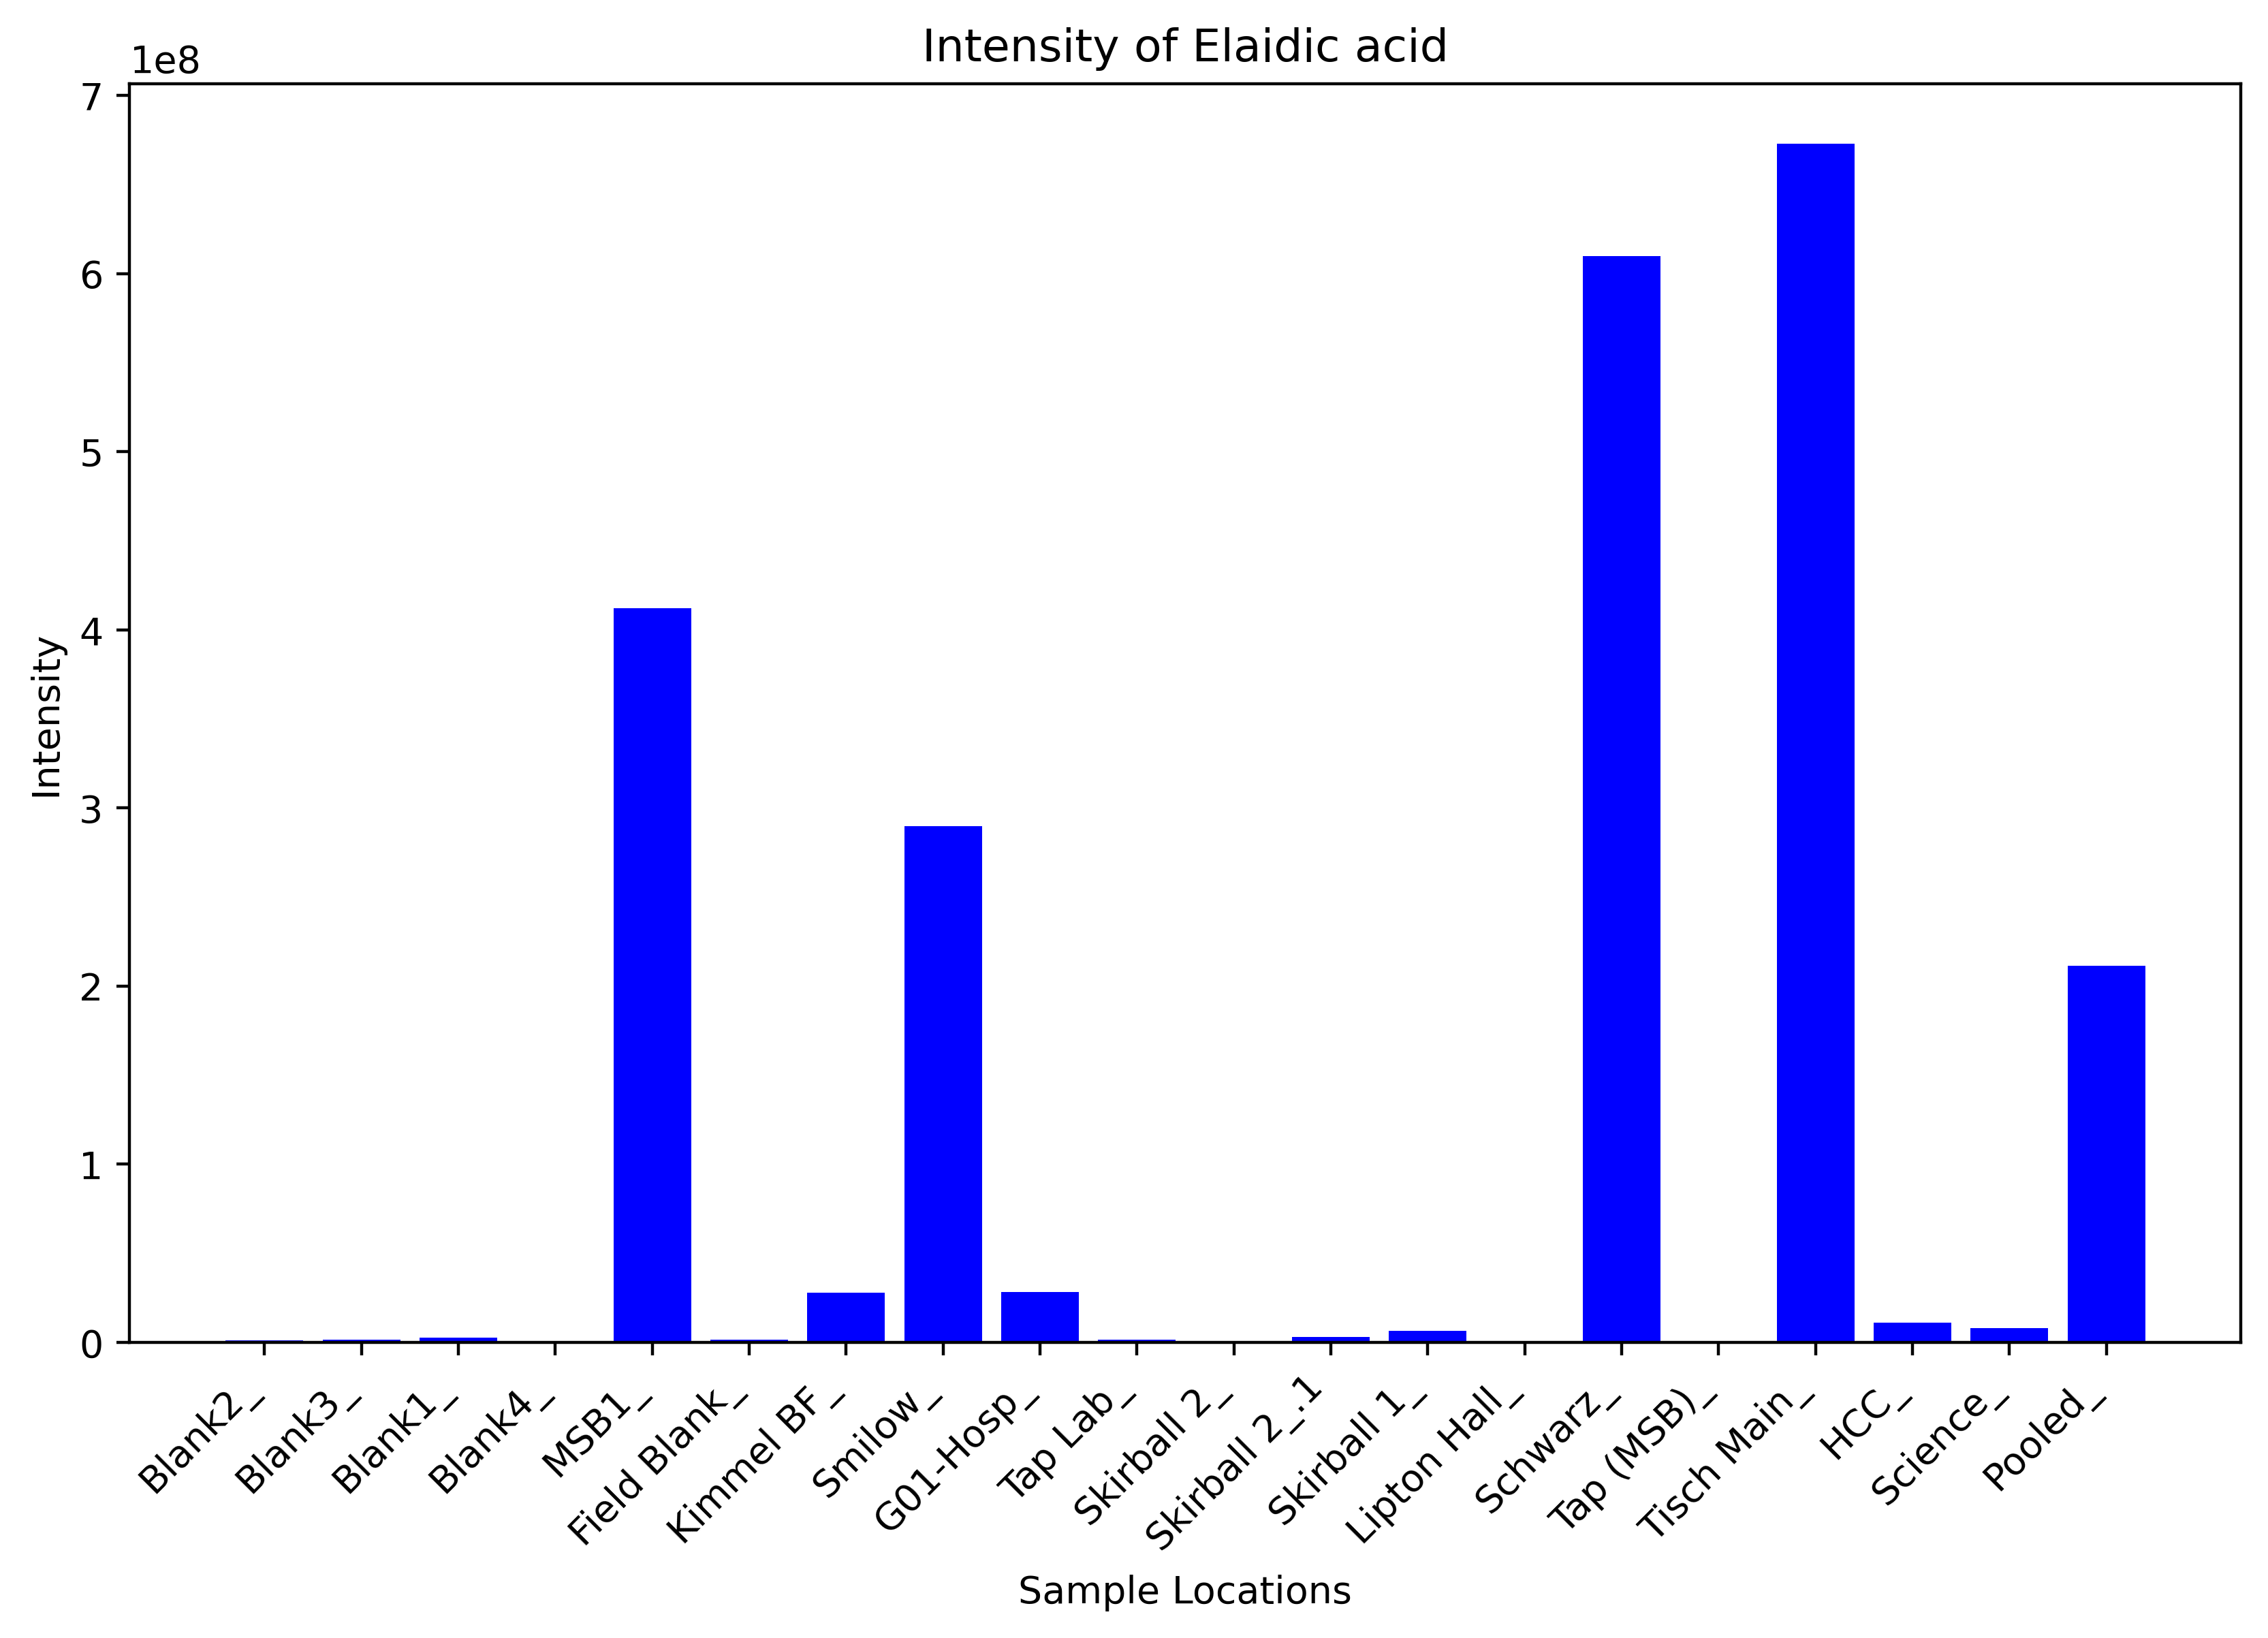 Intensity of Elaidic acid
1e8
7
6
5
4
3
2
1
0
Intensity
Blank2_
Blank3_
Blank1_
Blank4_
MSB1_
Field Blank_
Kimmel BF_
Smilow_
G01-Hosp_
Tap Lab_
Skirball 2_
Skirball 2_.1
Skirball 1_
Lipton Hall_
Schwarz_
Tap (MSB)_
Tisch Main_
HCC_
Science_
Pooled_
Sample Locations